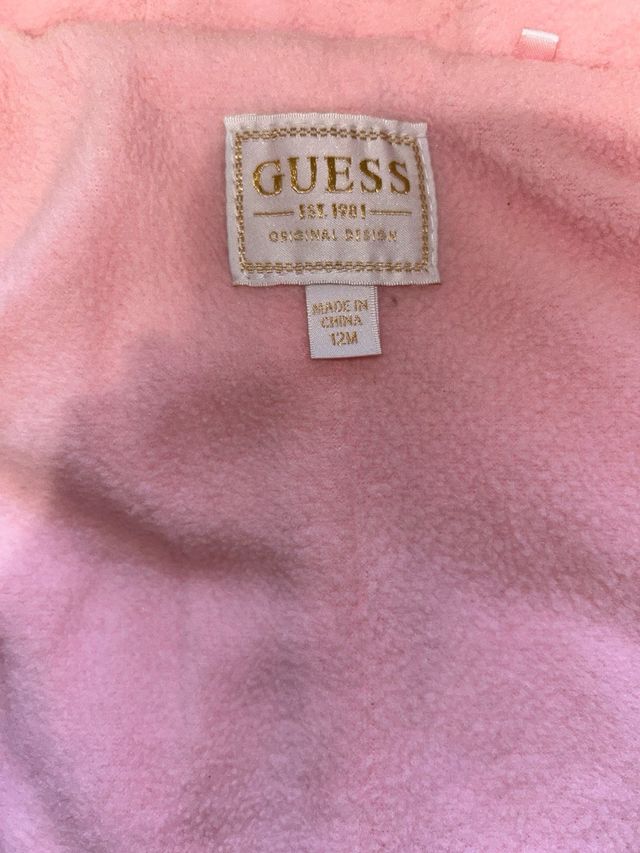 GUESS
EST. 1981
ORIGINAL DESIGN
MADE IN
CHINA
12M